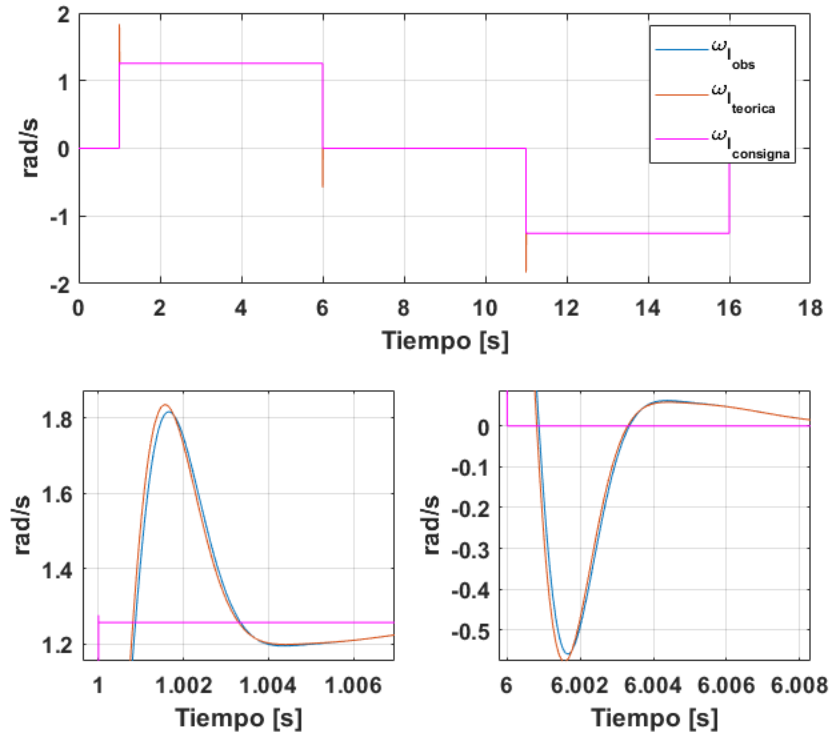 2
1
0
-1
-2
rad/s
ω_l_obs
ω_l_teorica
ω_l_consigna
0 2 4 6 8 10 12 14 16 18
Tiempo [s]
1.8
1.6
1.4
1.2
rad/s
1 1.002 1.004 1.006
Tiempo [s]
0
-0.1
-0.2
-0.3
-0.4
-0.5
rad/s
6 6.002 6.004 6.006 6.008
Tiempo [s]